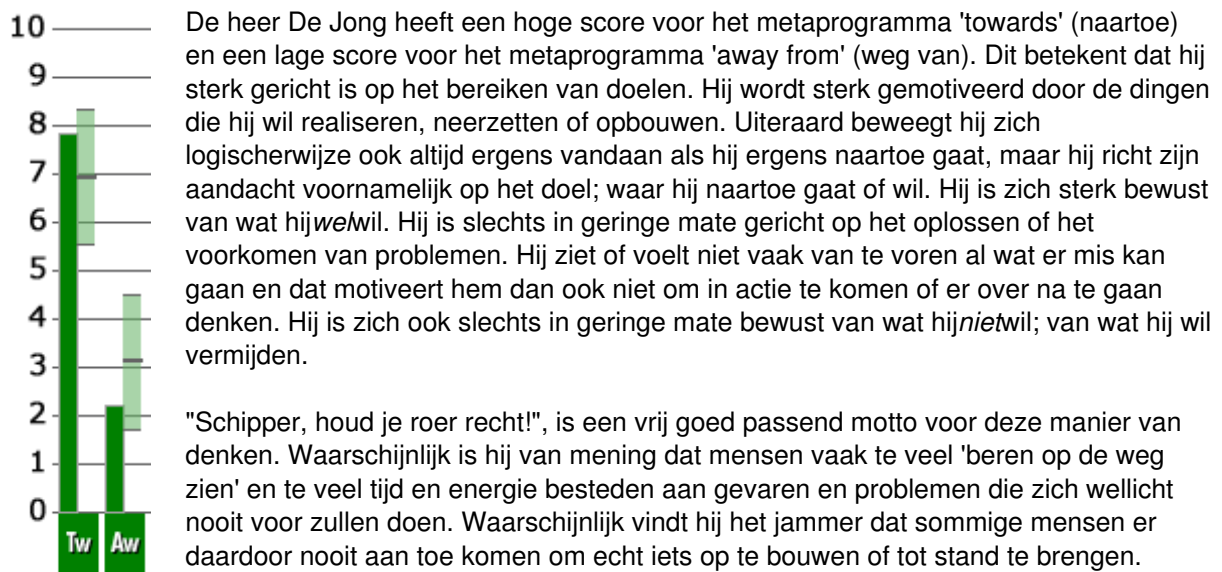 De heer De Jong heeft een hoge score voor het metaprogramma 'towards' (naartoe)
en een lage score voor het metaprogramma 'away from' (weg van). Dit betekent dat hij
sterk gericht is op het bereiken van doelen. Hij wordt sterk gemotiveerd door de dingen
die hij wil realiseren, neerzetten of opbouwen. Uiteraard beweegt hij zich
logischerwijze ook altijd ergens vandaan als hij ergens naartoe gaat, maar hij richt zijn
aandacht voornamelijk op het doel; waar hij naartoe gaat of wil. Hij is zich sterk bewust
van wat hijwelwil. Hij is slechts in geringe mate gericht op het oplossen of het
voorkomen van problemen. Hij ziet of voelt niet vaak van te voren al wat er mis kan
gaan en dat motiveert hem dan ook niet om in actie te komen of er over na te gaan
denken. Hij is zich ook slechts in geringe mate bewust van wat hijnietwil; van wat hij wil
vermijden.
"Schipper, houd je roer recht!", is een vrij goed passend motto voor deze manier van
denken. Waarschijnlijk is hij van mening dat mensen vaak te veel 'beren op de weg
zien' en te veel tijd en energie besteden aan gevaren en problemen die zich wellicht
nooit voor zullen doen. Waarschijnlijk vindt hij het jammer dat sommige mensen er
daardoor nooit aan toe komen om echt iets op te bouwen of tot stand te brengen.
10
9
8
7
6
5
4
3
2
1
0
Tw Aw